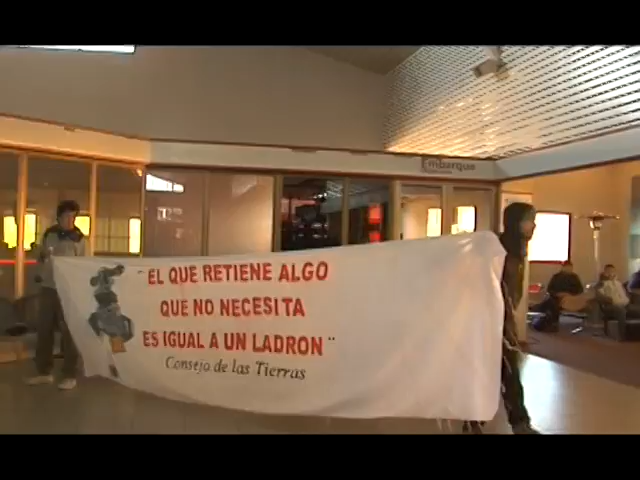 Embarque
"EL QUE RETIENE ALGO
QUE NO NECESITA
ES IGUAL A UN LADRON"
Consejo de las Tierras